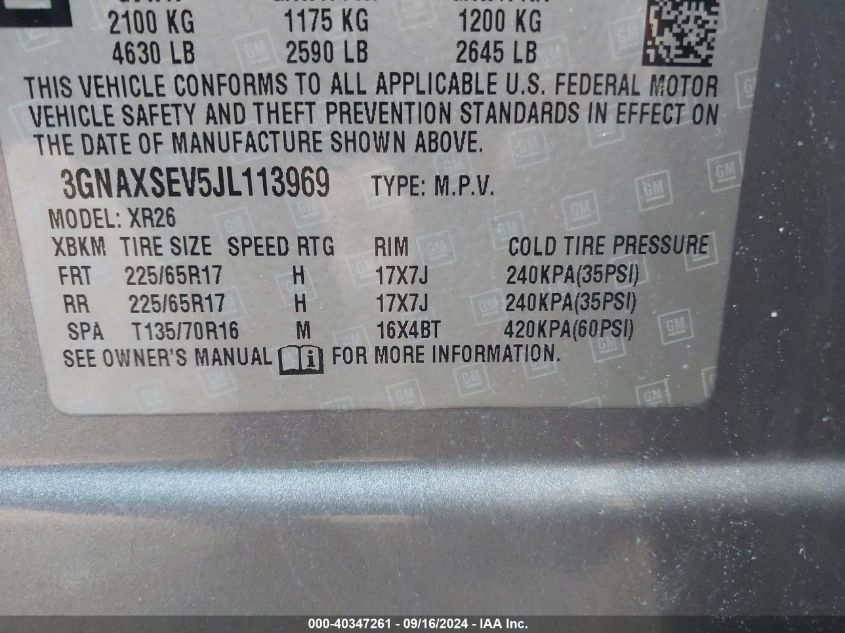 2100 KG 1175 KG 1200 KG
4630 LB 2590 LB 2645 LB
THIS VEHICLE CONFORMS TO ALL APPLICABLE U.S. FEDERAL MOTOR
VEHICLE SAFETY AND THEFT PREVENTION STANDARDS IN EFFECT ON
THE DATE OF MANUFACTURE SHOWN ABOVE.
3GNAXSEV5JL113969 TYPE: M.P.V.
MODEL: XR26
XBKM TIRE SIZE SPEED RTG RIM COLD TIRE PRESSURE
FRT 225/65R17 H 17X7J 240KPA(35PSI)
RR 225/65R17 H 17X7J 240KPA(35PSI)
SPA T135/70R16 M 16X4BT 420KPA(60PSI)
SEE OWNER'S MANUAL i FOR MORE INFORMATION.
000-40347261 - 09/16/2024 - IAA Inc.